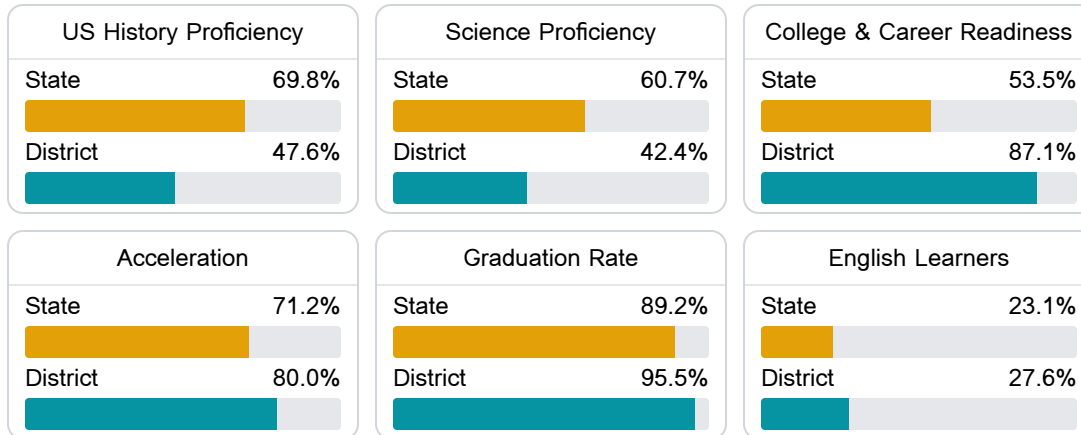 US History Proficiency
State 69.8%
District 47.6%
Science Proficiency
State 60.7%
District 42.4%
College & Career Readiness
State 53.5%
District 87.1%
Acceleration
State 71.2%
District 80.0%
Graduation Rate
State 89.2%
District 95.5%
English Learners
State 23.1%
District 27.6%